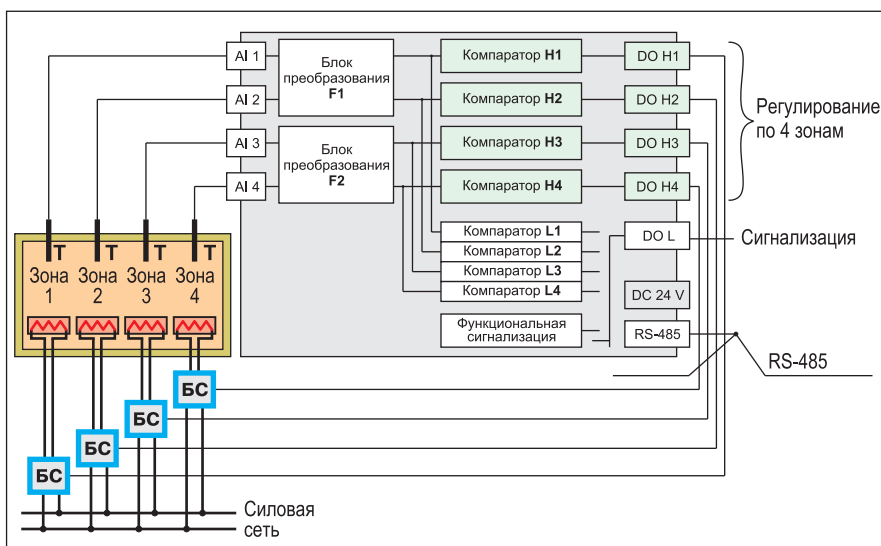 AI 1
Блок
преобразования
F1
Компаратор H1
DO H1
AI 2
Компаратор H2
DO H2
Регулирование
по 4 зонам
AI 3
Блок
преобразования
F2
Компаратор H3
DO H3
AI 4
Компаратор H4
DO H4
Компаратор L1
Компаратор L2
Компаратор L3
Компаратор L4
DO L
Сигнализация
DC 24 V
Функциональная
сигнализация
RS-485
RS-485
T T T T
Зона Зона Зона Зона
1 2 3 4
БС
БС
БС
БС
Силовая
сеть